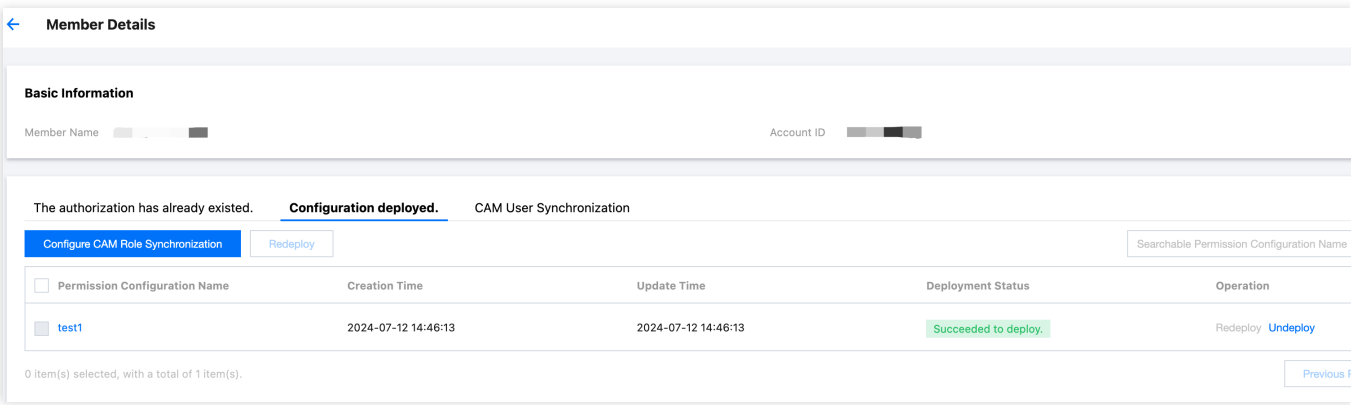 Member Details
Basic Information
Member Name
Account ID
The authorization has already existed. Configuration deployed. CAM User Synchronization
Configure CAM Role Synchronization Redeploy Searchable Permission Configuration Name
Permission Configuration Name Creation Time Update Time Deployment Status Operation
test1 2024-07-12 14:46:13 2024-07-12 14:46:13 Succeeded to deploy. Redeploy Undeploy
0 item(s) selected, with a total of 1 item(s). Previous